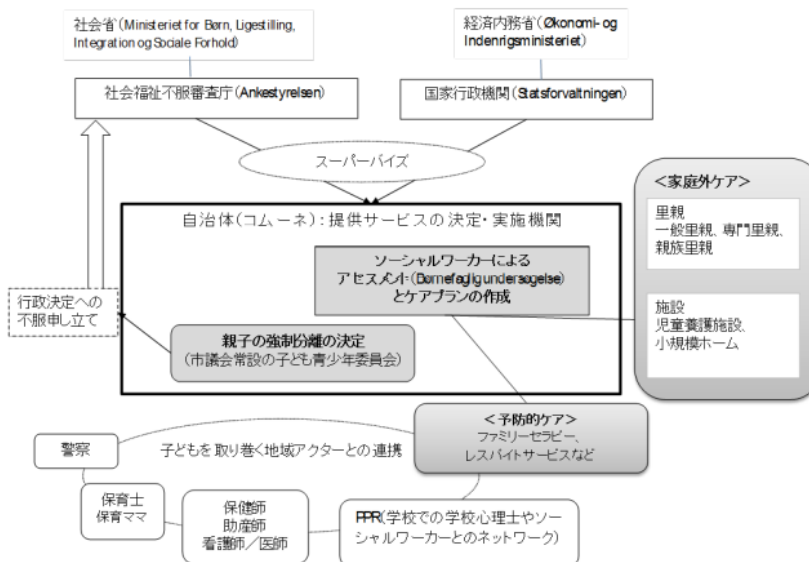 社会省(Ministeriet for Børn, Ligestilling,
Integration og Sociale Forhold)
経済内務省(Økonomi- og
Indenrigsministeriet)
社会福祉不服審査庁(Ankestyrelsen)
国家行政機関(Statsforvaltningen)
スーパーバイズ
<家庭外ケア>
里親
一般里親、専門里親、
親族里親
施設
児童養護施設、
小規模ホーム
自治体(コムーネ):提供サービスの決定・実施機関
ソーシャルワーカーによる
アセスメント(Børnefaglig undersøgelse)
とケアプランの作成
行政決定への
不服申し立て
親子の強制分離の決定
(市議会常設の子ども青少年委員会)
<予防的ケア>
ファミリーセラピー、
レスパイトサービスなど
警察
子どもを取り巻く地域アクターとの連携
保育士
保育ママ
保健師
助産師
看護師/医師
PPR(学校での学校心理士やソ
ーシャルワーカーとのネットワーク)